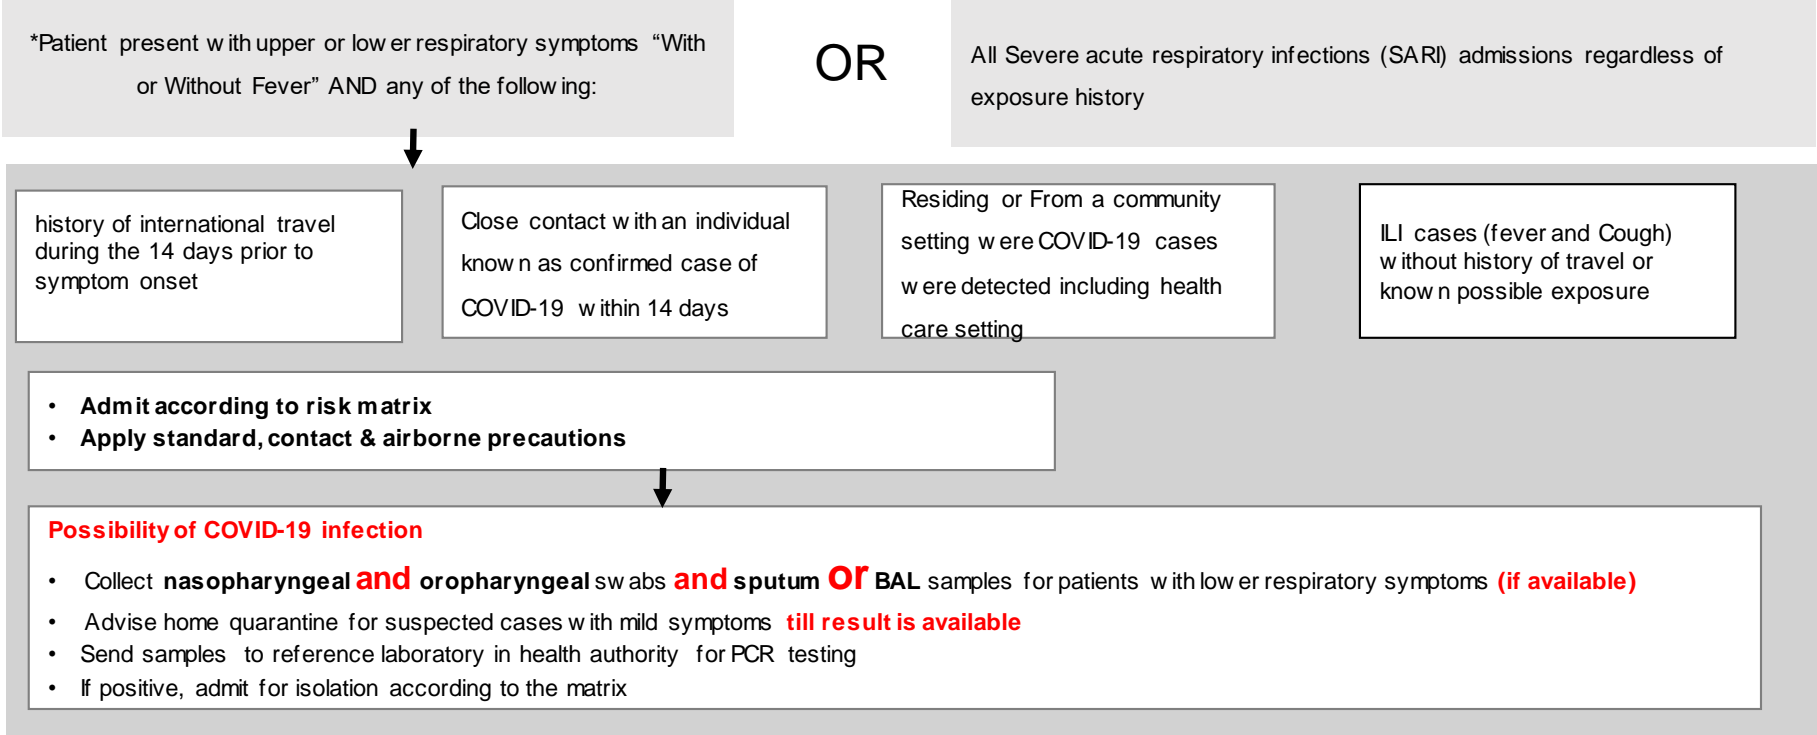 *Patient present with upper or lower respiratory symptoms “With
or Without Fever” AND any of the following:
OR
All Severe acute respiratory infections (SARI) admissions regardless of
exposure history
history of international travel
during the 14 days prior to
symptom onset
Close contact with an individual
known as confirmed case of
COVID-19 within 14 days
Residing or From a community
setting were COVID-19 cases
were detected including health
care setting
ILI cases (fever and Cough)
without history of travel or
known possible exposure
• Admit according to risk matrix
• Apply standard, contact & airborne precautions
Possibility of COVID-19 infection
• Collect nasopharyngeal and oropharyngeal swabs and sputum or BAL samples for patients with lower respiratory symptoms (if available)
• Advise home quarantine for suspected cases with mild symptoms till result is available
• Send samples to reference laboratory in health authority for PCR testing
• If positive, admit for isolation according to the matrix